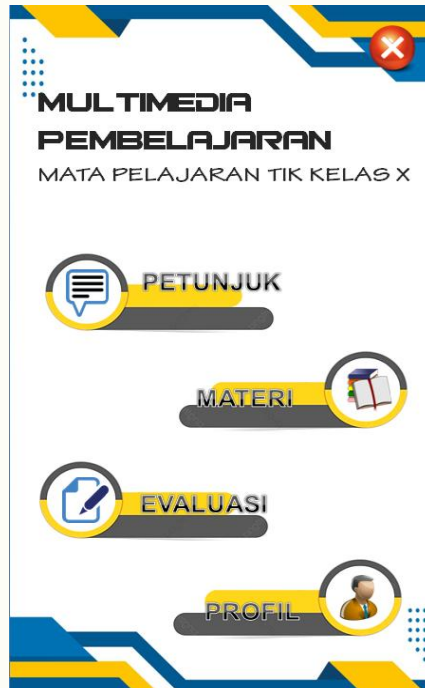 MULTIMEDIA
PEMBELAJARAN
MATA PELAJARAN TIK KELAS X
PETUNJUK
MATERI
EVALUASI
PROFIL